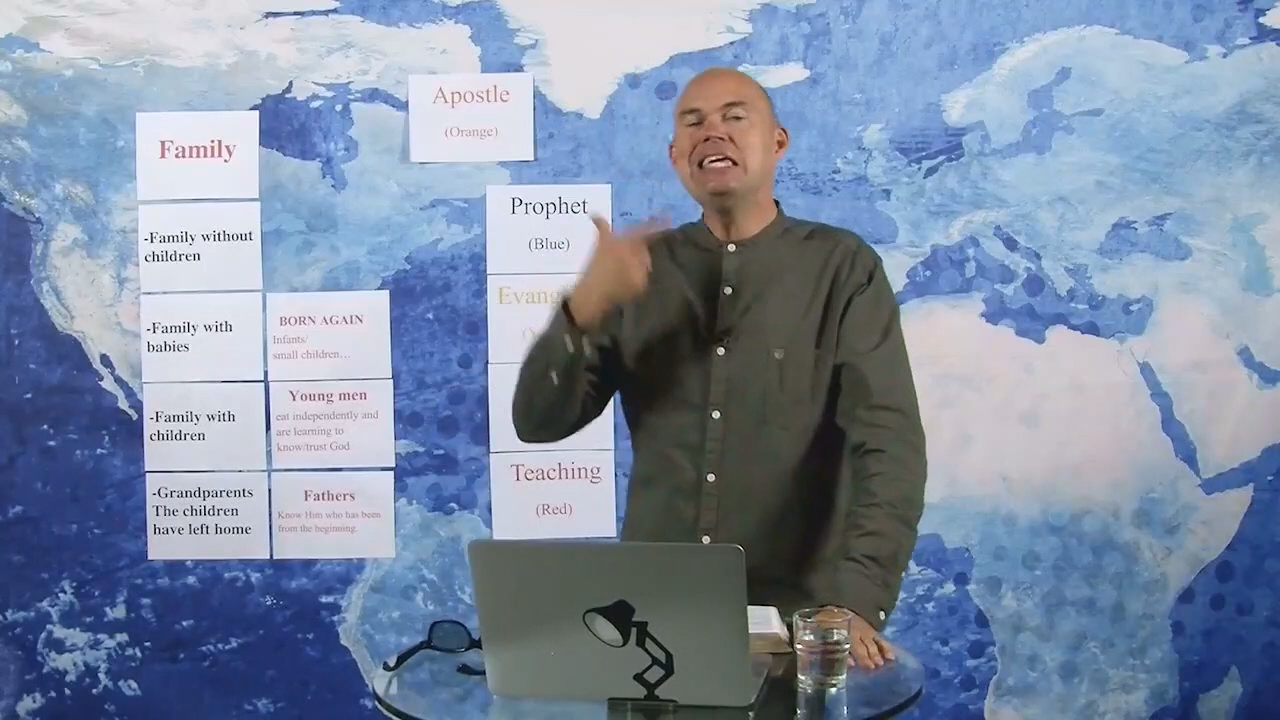 Family
-Family without
children
-Family with
babies
-Family with
children
-Grandparents
The children
have left home
BORN AGAIN
Infants/
small children…
Young men
eat independently and
are learning to
know/trust God
Fathers
Know Him who has been
from the beginning.
Apostle
(Orange)
Prophet
(Blue)
Evang
Teaching
(Red)